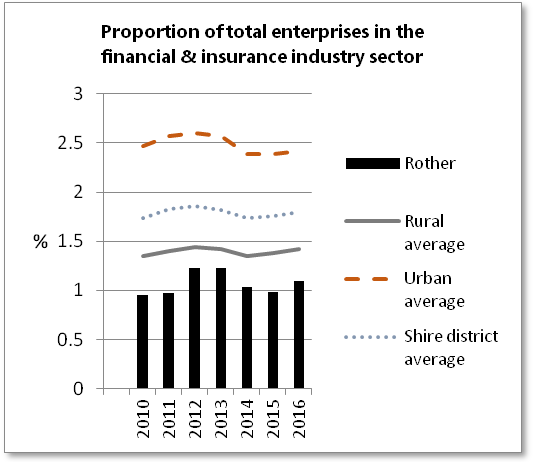 Proportion of total enterprises in the
financial & insurance industry sector
3
2.5
2
1.5
1
0.5
0
%
2010
2011
2012
2013
2014
2015
2016
Rother
Rural
average
Urban
average
Shire district
average